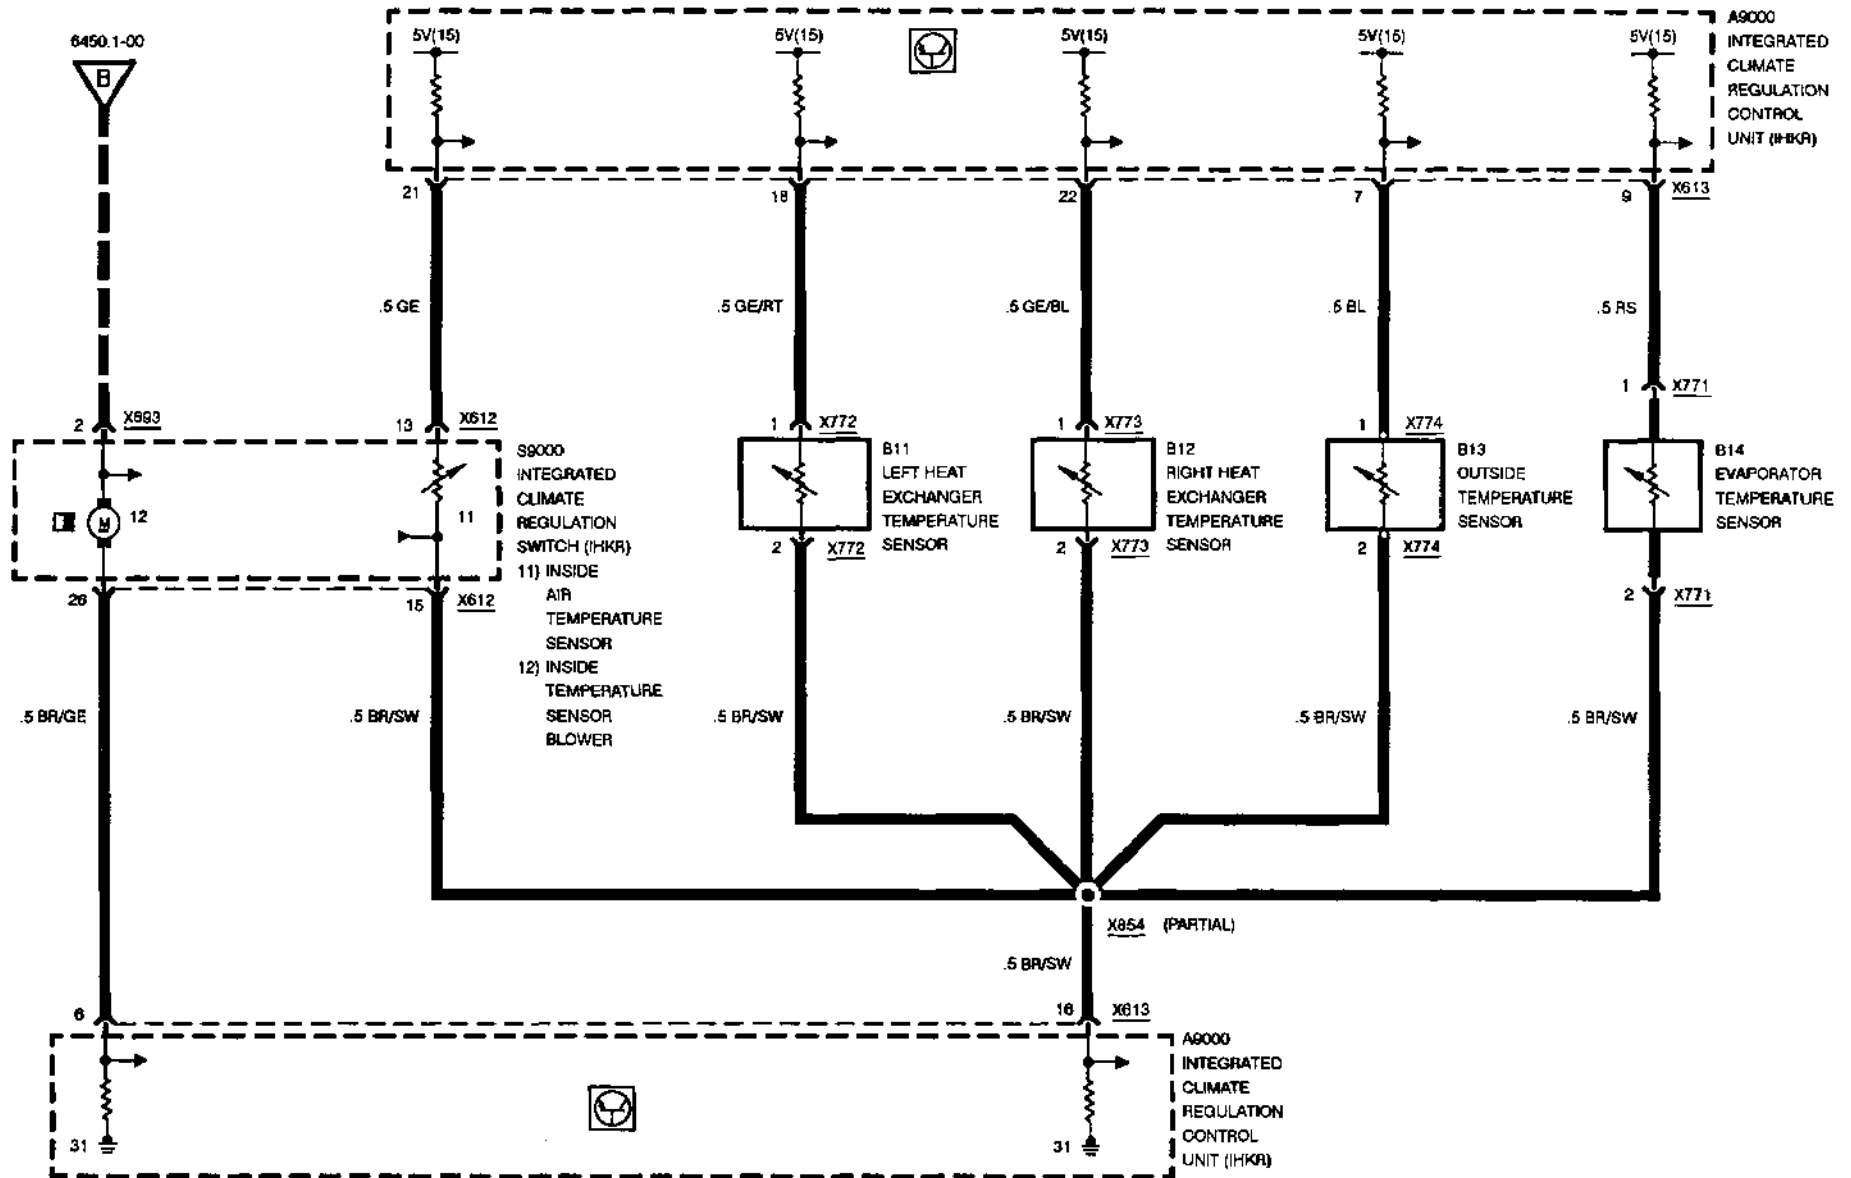 6450.1-00
B
5V(15) 5V(15) 5V(15) 5V(15) 5V(15)
A9000
INTEGRATED
CLIMATE
REGULATION
CONTROL
UNIT (IHKR)
21 18 22 7 9 X613
.5 GE .5 GE/RT .5 GE/BL .5 BL .5 RS
1 X771
2 X693 13 X612 1 X772 1 X773 1 X774
S9000
INTEGRATED
CLIMATE
REGULATION
SWITCH (IHKR)
11) INSIDE
AIR
TEMPERATURE
SENSOR
12) INSIDE
TEMPERATURE
SENSOR
BLOWER
M 12 11
B11
LEFT HEAT
EXCHANGER
TEMPERATURE
SENSOR
B12
RIGHT HEAT
EXCHANGER
TEMPERATURE
SENSOR
B13
OUTSIDE
TEMPERATURE
SENSOR
B14
EVAPORATOR
TEMPERATURE
SENSOR
2 X772 2 X773 2 X774
26 15 X612 2 X771
.5 BR/GE .5 BR/SW .5 BR/SW .5 BR/SW .5 BR/SW .5 BR/SW
X854 (PARTIAL)
.5 BR/SW
6 16 X613
A9000
INTEGRATED
CLIMATE
REGULATION
CONTROL
UNIT (IHKR)
31 31